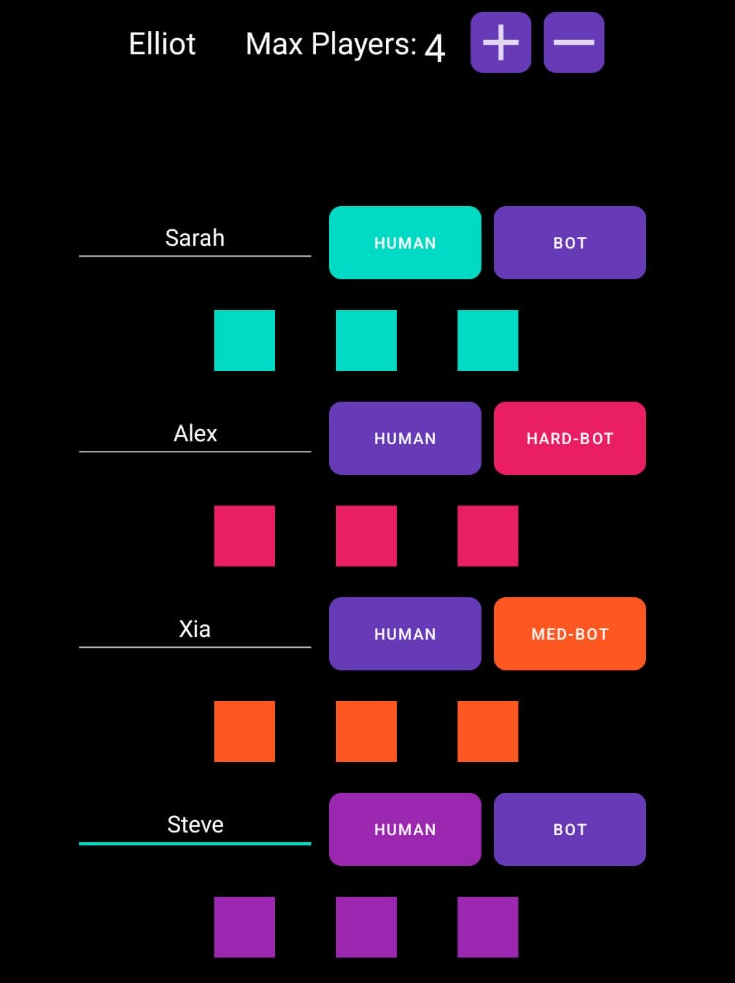 Elliot Max Players: 4
Sarah HUMAN BOT
Alex HUMAN HARD-BOT
Xia HUMAN MED-BOT
Steve HUMAN BOT